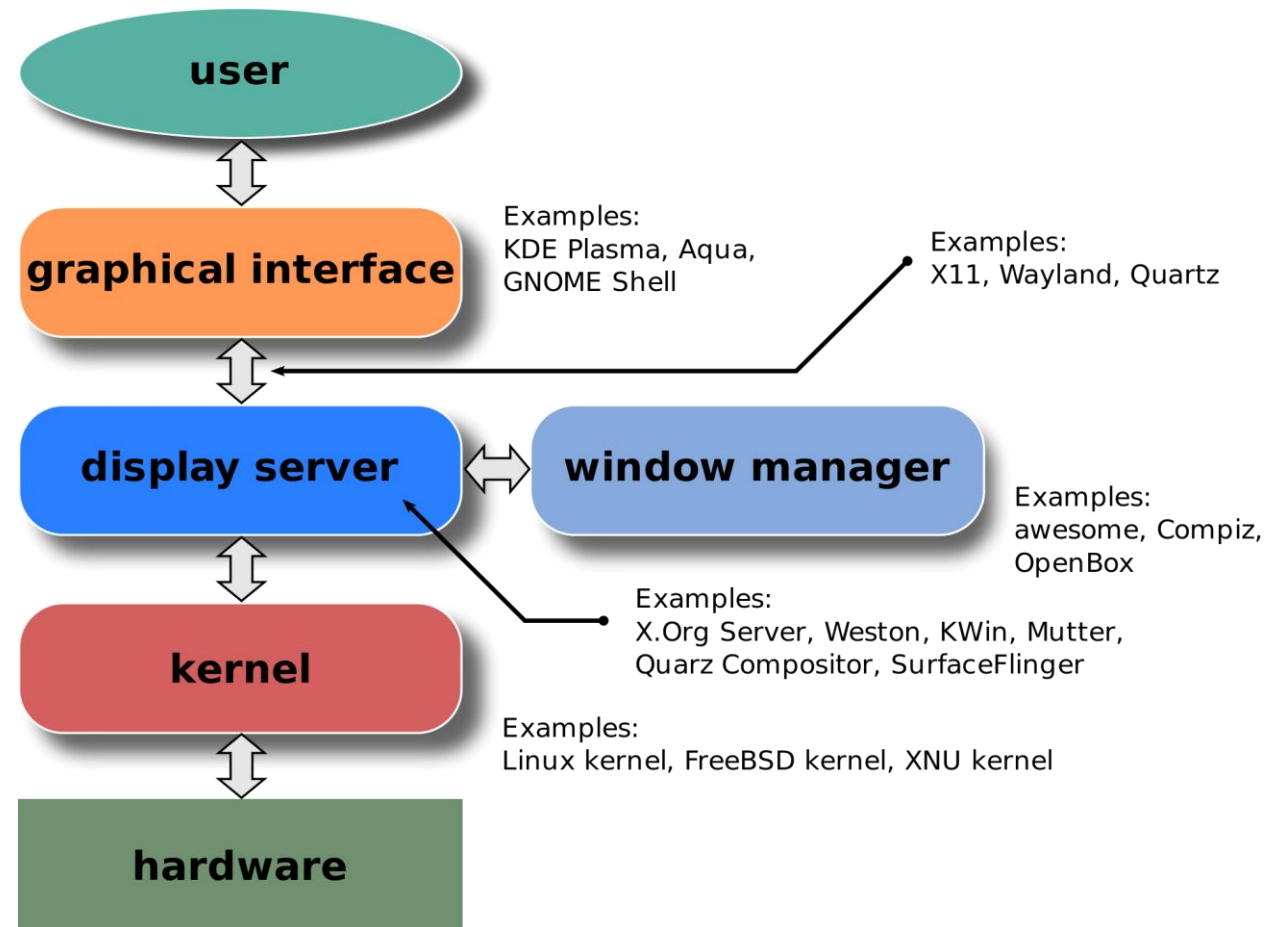 user
graphical interface
Examples:
KDE Plasma, Aqua,
GNOME Shell
Examples:
X11, Wayland, Quartz
display server
window manager
Examples:
awesome, Compiz,
OpenBox
Examples:
X.Org Server, Weston, KWin, Mutter,
Quarz Compositor, SurfaceFlinger
kernel
Examples:
Linux kernel, FreeBSD kernel, XNU kernel
hardware